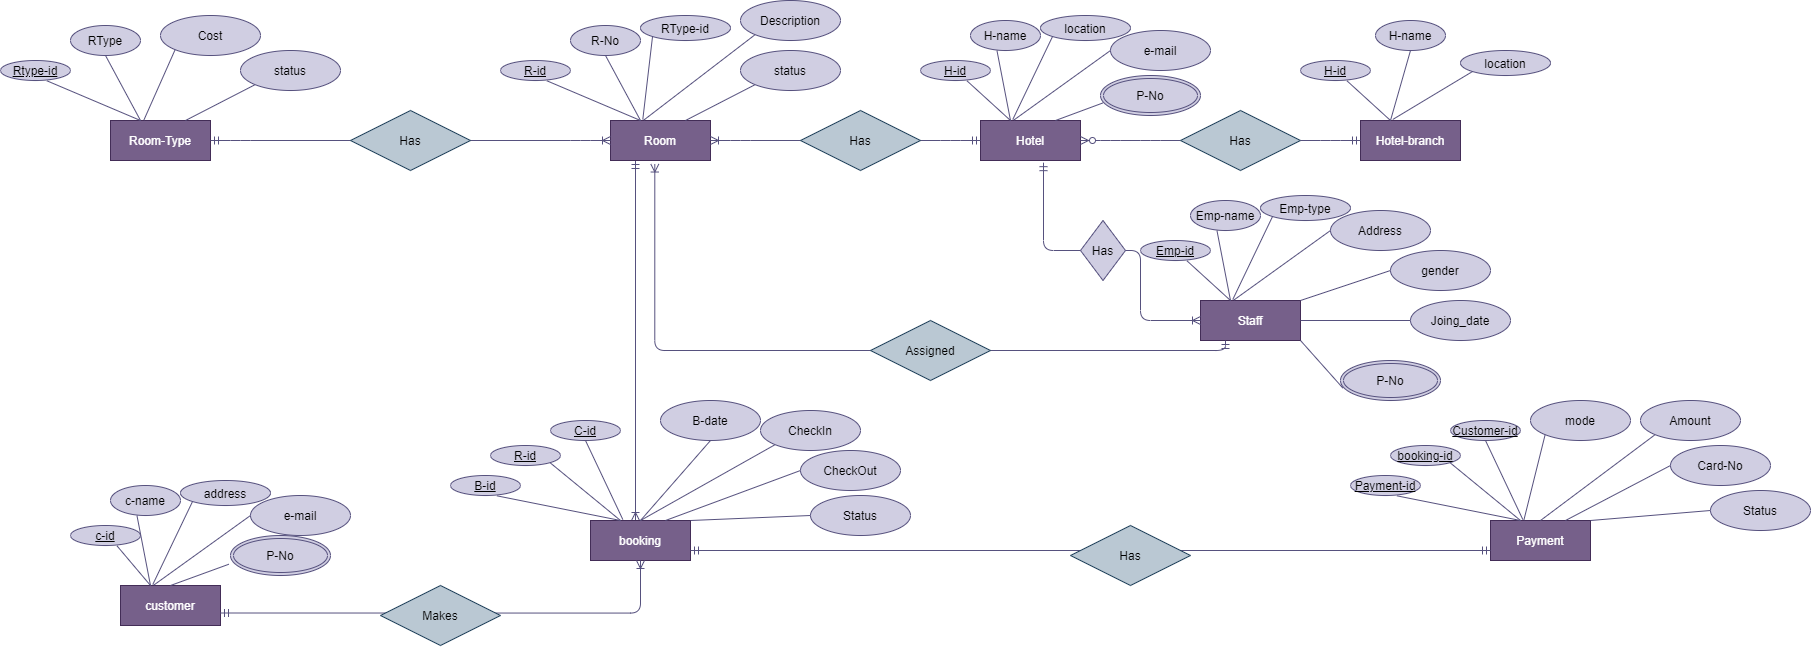 Rtype-id
RType
Cost
status
Room-Type
Has
R-id
R-No
RType-id
Description
status
Room
Has
H-id
H-name
location
e-mail
P-No
Hotel
Has
H-id
H-name
location
Hotel-branch
Has
Emp-id
Emp-name
Emp-type
Address
gender
Joing_date
P-No
Staff
Assigned
B-id
R-id
C-id
B-date
CheckIn
CheckOut
Status
booking
Has
Payment-id
booking-id
Customer-id
mode
Amount
Card-No
Status
Payment
c-id
c-name
address
e-mail
P-No
customer
Makes